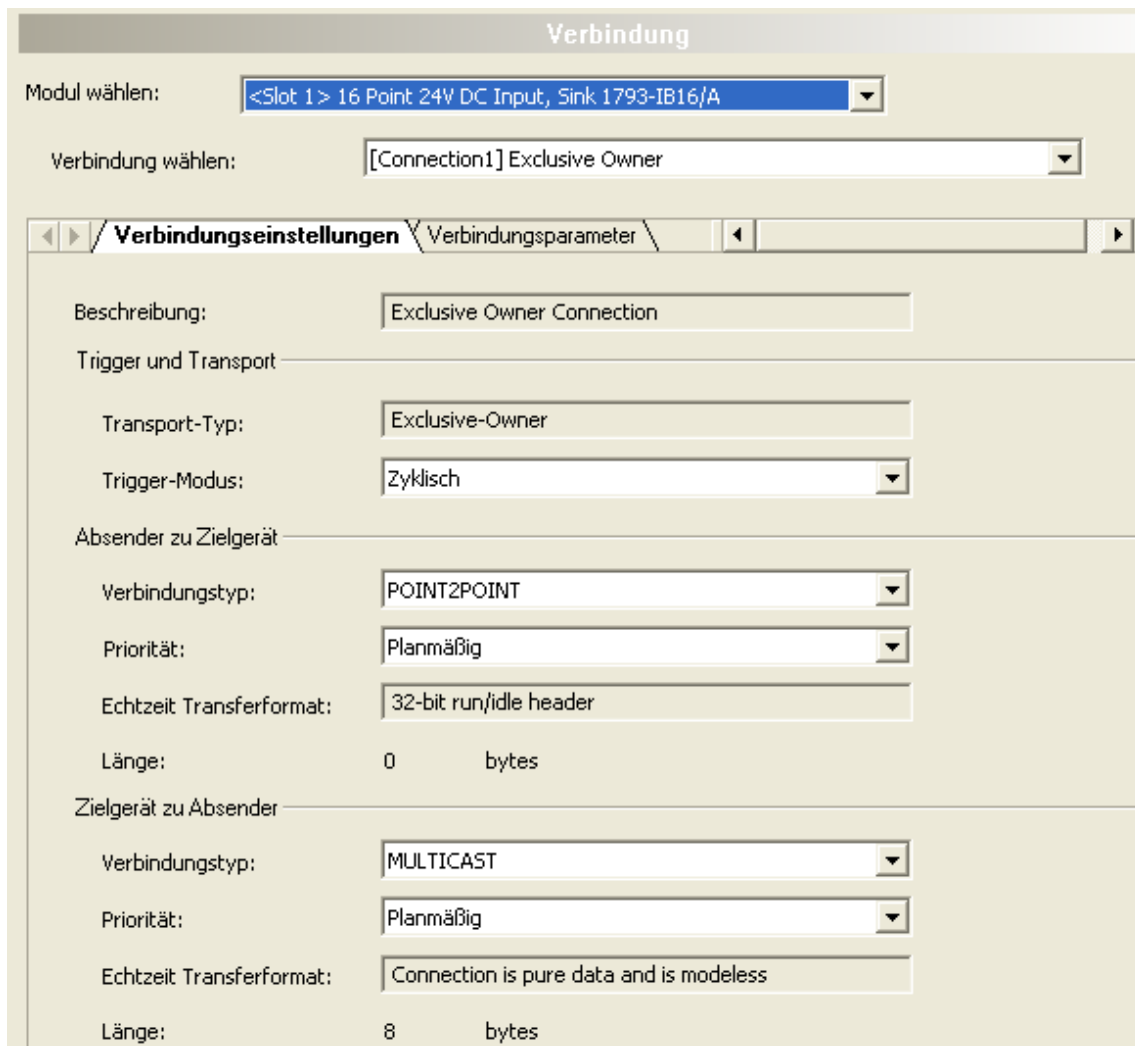 Verbindung
Modul wählen: <Slot 1> 16 Point 24V DC Input, Sink 1793-IB16/A
Verbindung wählen: [Connection1] Exclusive Owner
Verbindungseinstellungen Verbindungsparameter
Beschreibung: Exclusive Owner Connection
Trigger und Transport
Transport-Typ: Exclusive-Owner
Trigger-Modus: Zyklisch
Absender zu Zielgerät
Verbindungstyp: POINT2POINT
Priorität: Planmäßig
Echtzeit Transferformat: 32-bit run/idle header
Länge: 0 bytes
Zielgerät zu Absender
Verbindungstyp: MULTICAST
Priorität: Planmäßig
Echtzeit Transferformat: Connection is pure data and is modeless
Länge: 8 bytes